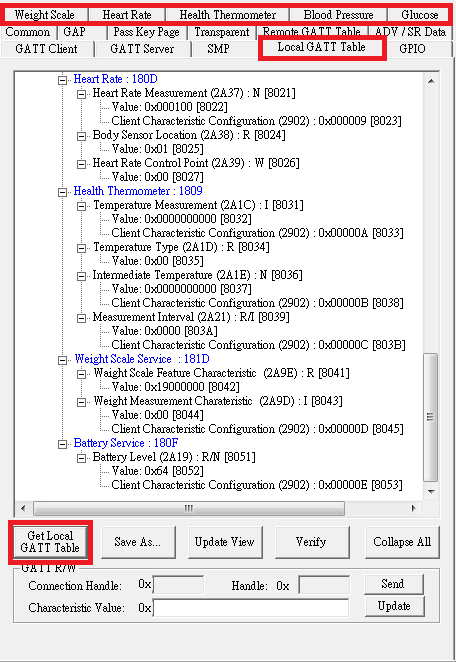 Weight Scale Heart Rate Health Thermometer Blood Pressure Glucose
Common GAP Pass Key Page Transparent Remote GATT Table ADV / SR Data
GATT Client GATT Server SMP Local GATT Table GPIO
Heart Rate : 180D
Heart Rate Measurement (2A37) : N [8021]
Value: 0x000100 [8022]
Client Characteristic Configuration (2902) : 0x000009 [8023]
Body Sensor Location (2A38) : R [8024]
Value: 0x01 [8025]
Heart Rate Control Point (2A39) : W [8026]
Value: 0x00 [8027]
Health Thermometer : 1809
Temperature Measurement (2A1C) : I [8031]
Value: 0x0000000000 [8032]
Client Characteristic Configuration (2902) : 0x00000A [8033]
Temperature Type (2A1D) : R [8034]
Value: 0x00 [8035]
Intermediate Temperature (2A1E) : N [8036]
Value: 0x0000000000 [8037]
Client Characteristic Configuration (2902) : 0x00000B [8038]
Measurement Interval (2A21) : R/I [8039]
Value: 0x0000 [803A]
Client Characteristic Configuration (2902) : 0x00000C [803B]
Weight Scale Service : 181D
Waight Scale Feature Characteristic (2A9E) : R [8041]
Value: 0x19000000 [8042]
Weight Measurement Charateristic (2A9D) : I [8043]
Value: 0x00 [8044]
Client Characteristic Configuration (2902) : 0x00000D [8045]
Battery Service : 180F
Battery Level (2A19) : R/N [8051]
Value: 0x64 [8052]
Client Characteristic Configuration (2902) : 0x00000E [8053]
Get Local GATT Table Save As... Update View Verify Collapse All
GATT R/W
Connection Handle: 0x Handle: 0x Send
Characteristic Value: 0x Update